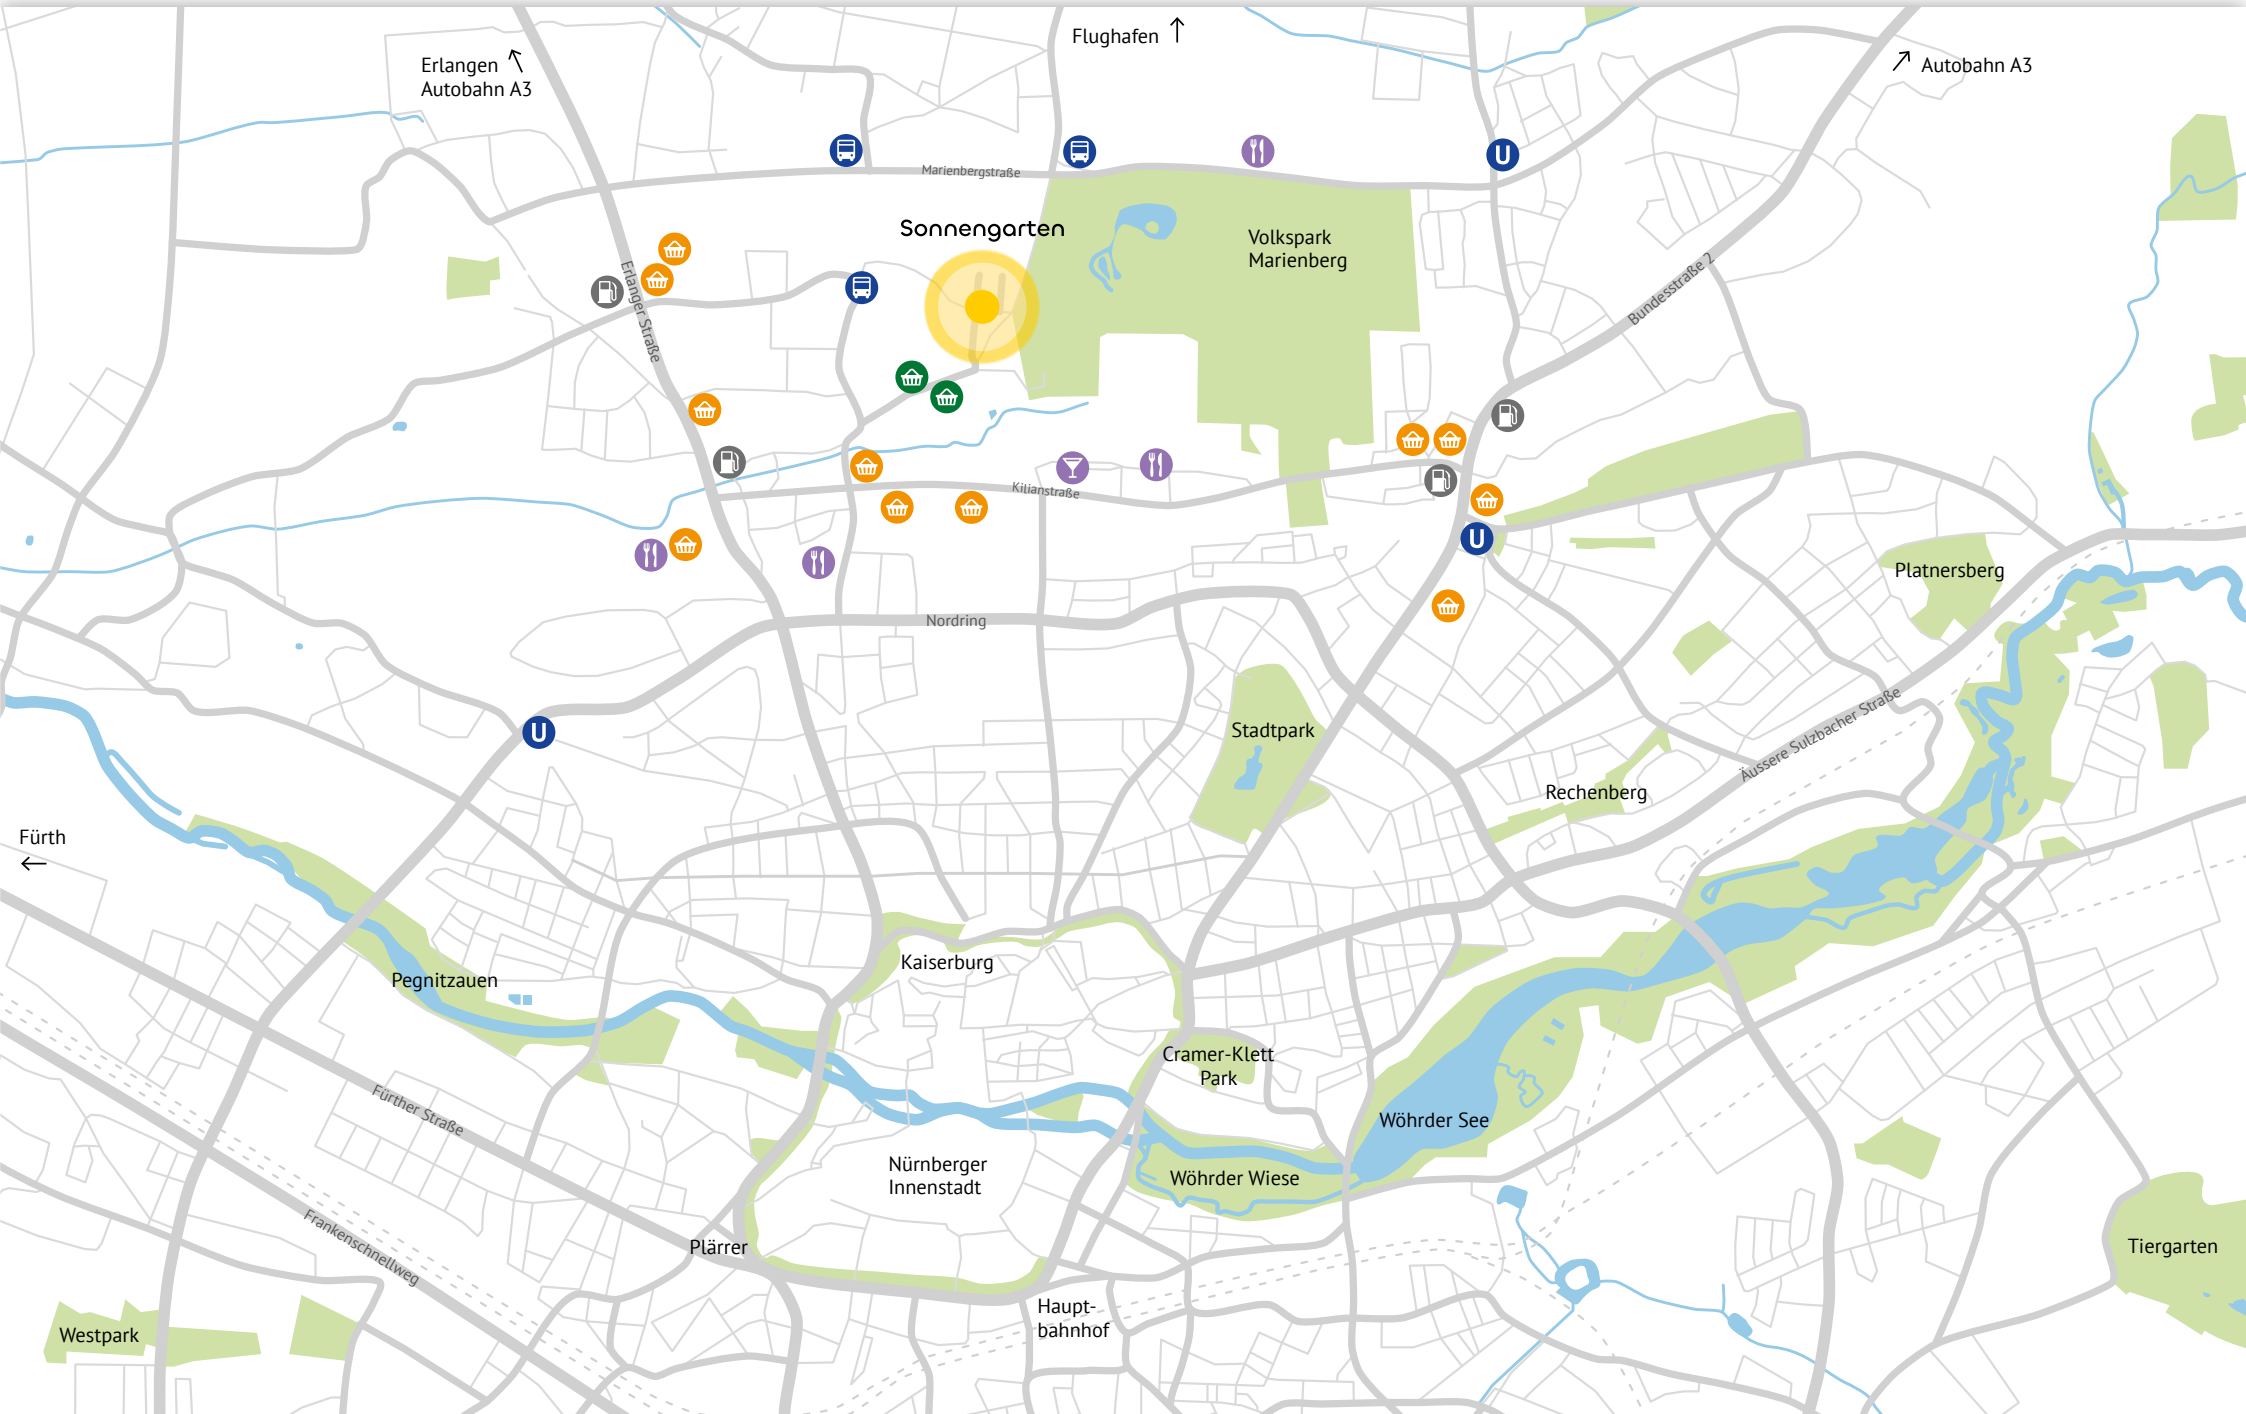 Flughafen
Erlangen
Autobahn A3
Autobahn A3
Marienbergstraße
Sonnengarten
Volkspark
Marienberg
Erlanger Straße
Bundesstraße 2
U
Kilianstraße
U
Platnersberg
Nordring
Stadtpark
U
Äussere Sulzbacher Straße
Rechenberg
Fürth
Kaiserburg
Pegnitzauen
Cramer-Klett
Park
Fürther Straße
Wöhrder See
Nürnberger
Innenstadt
Wöhrder Wiese
Frankenschnellweg
Plärrer
Tiergarten
Haupt-
bahnhof
Westpark